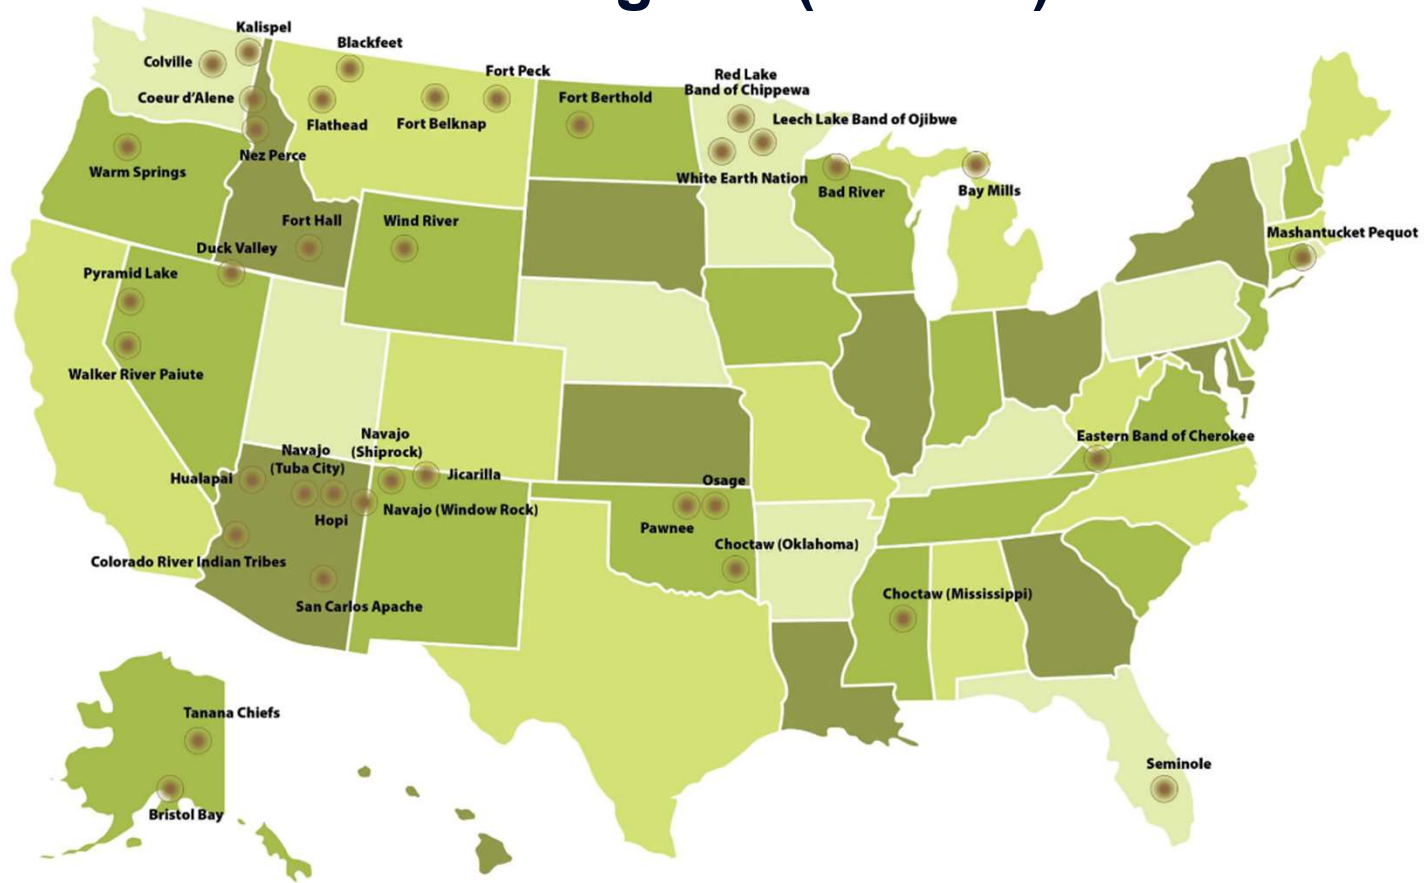 Kalispel
Colville
Blackfeet
Fort Peck
Coeur d'Alene
Flathead
Fort Belknap
Fort Berthold
Red Lake
Band of Chippewa
Leech Lake Band of Ojibwe
White Earth Nation
Bad River
Bay Mills
Nez Perce
Warm Springs
Fort Hall
Wind River
Duck Valley
Mashantucket Pequot
Pyramid Lake
Walker River Paiute
Navajo
(Shiprock)
Navajo
(Tuba City)
Hualapai
Jicarilla
Hopi
Navajo (Window Rock)
Osage
Pawnee
Eastern Band of Cherokee
Choctaw (Oklahoma)
Colorado River Indian Tribes
San Carlos Apache
Choctaw (Mississippi)
Tanana Chiefs
Bristol Bay
Seminole